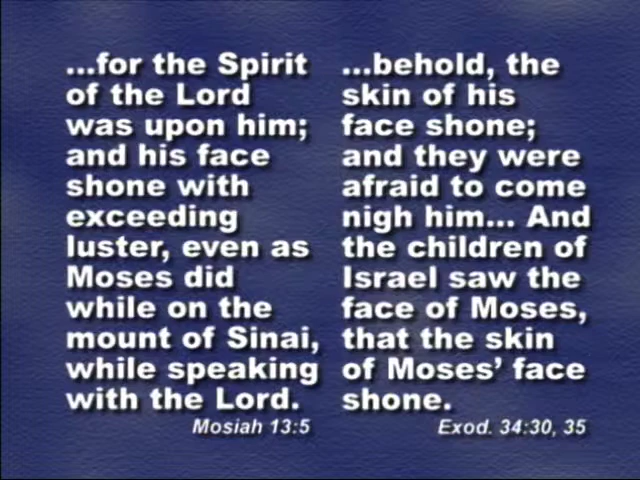 ...for the Spirit
of the Lord
was upon him;
and his face
shone with
exceeding
luster, even as
Moses did
while on the
mount of Sinai,
while speaking
with the Lord.
Mosiah 13:5
...behold, the
skin of his
face shone;
and they were
afraid to come
nigh him... And
the children of
Israel saw the
face of Moses,
that the skin
of Moses’ face
shone.
Exod. 34:30, 35